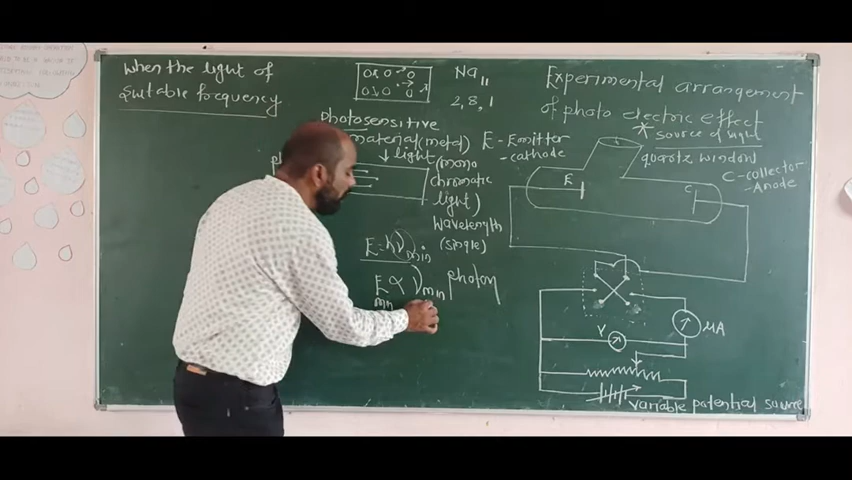 When the light of
Suitable forequency
Na 11
2, 8, 1
photosensitive
material (metal)
light (mono
chromatic
light)
wavelength
(single)
E = hν min
E min ∝ ν min photon
E - Emitter
- cathode
Experimental arrangement
of photo electric effect
* source of light
quartz window
C - collector
- Anode
E
C
V
μA
variable potential source